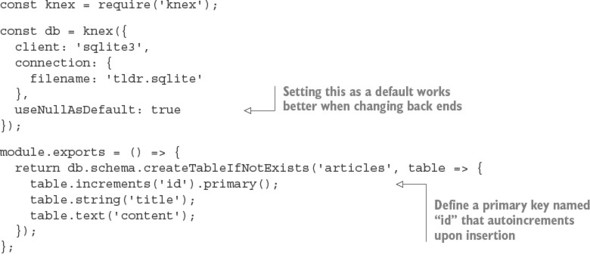 const knex = require('knex');
const db = knex({
  client: 'sqlite3',
  connection: {
    filename: 'tldr.sqlite'
  },
  useNullAsDefault: true
});
Setting this as a default works
better when changing back ends
module.exports = () => {
  return db.schema.createTableIfNotExists('articles', table => {
    table.increments('id').primary();
    table.string('title');
    table.text('content');
  });
};
Define a primary key named
“id” that autoincrements
upon insertion